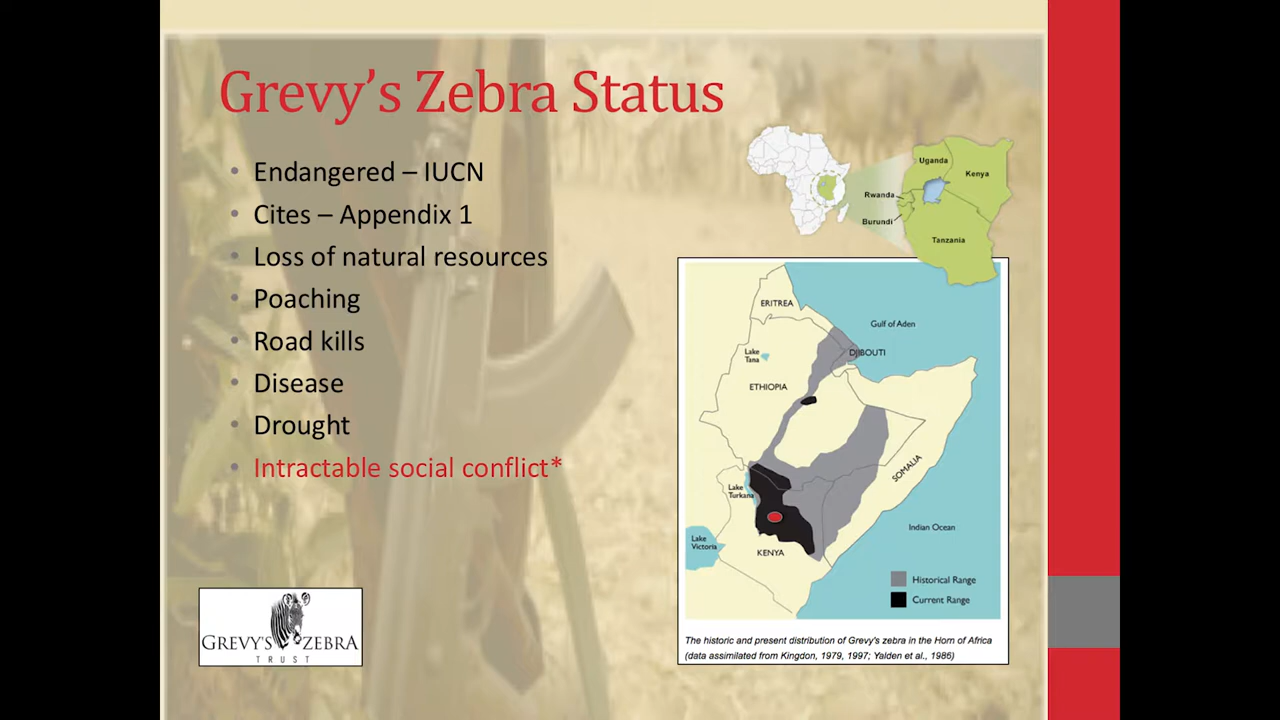 Grevy's Zebra Status
• Endangered – IUCN
• Cites – Appendix 1
• Loss of natural resources
• Poaching
• Road kills
• Disease
• Drought
• Intractable social conflict*
Uganda
Kenya
Rwanda
Burundi
Tanzania
ERITREA
Gulf of Aden
Lake
Tana
DJIBOUTI
ETHIOPIA
SOMALIA
Lake
Turkana
Indian Ocean
Lake
Victoria
KENYA
Historical Range
Current Range
The historic and present distribution of Grevy's zebra in the Horn of Africa
(data assimilated from Kingdon, 1979, 1997; Yalden et al., 1986)
GREVY'S ZEBRA
TRUST